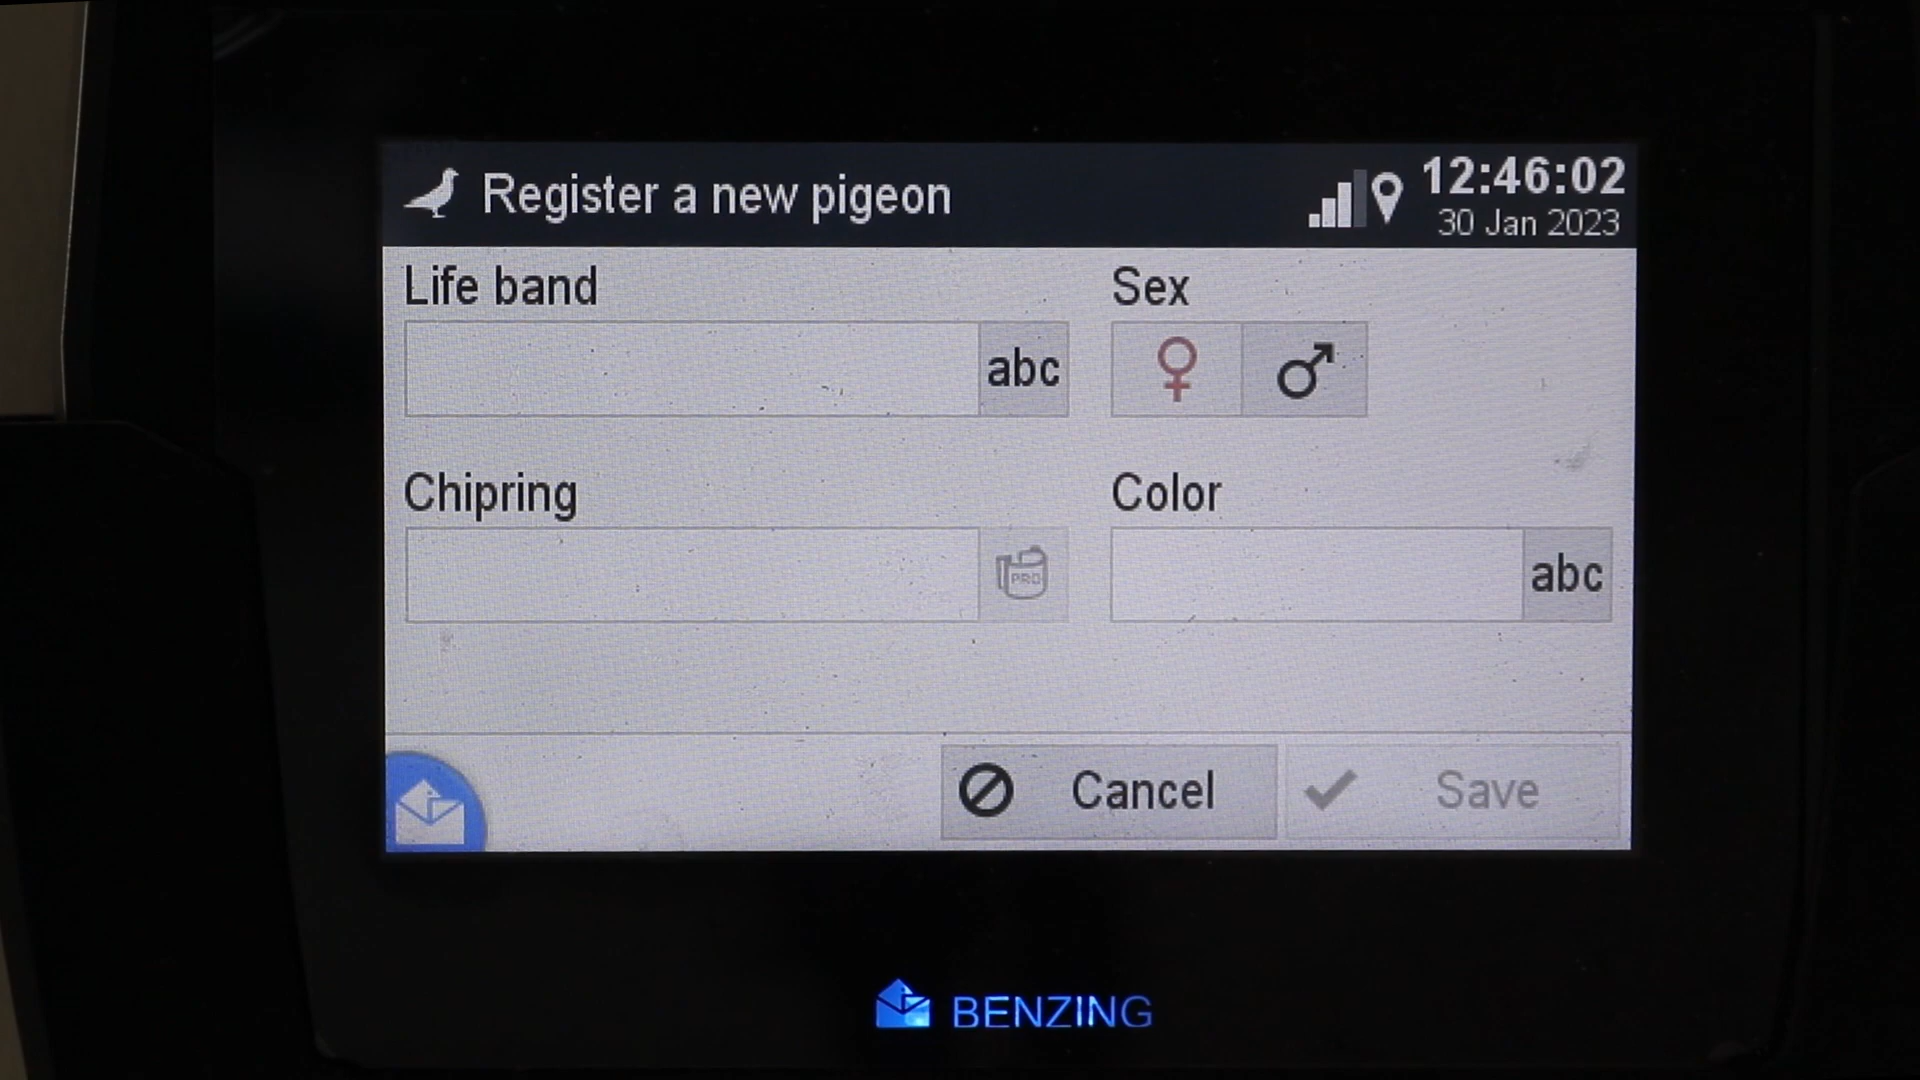 Register a new pigeon
12:46:02
30 Jan 2023
Life band
Sex
abc
Chipring
Color
PRO
abc
Cancel
Save
BENZING